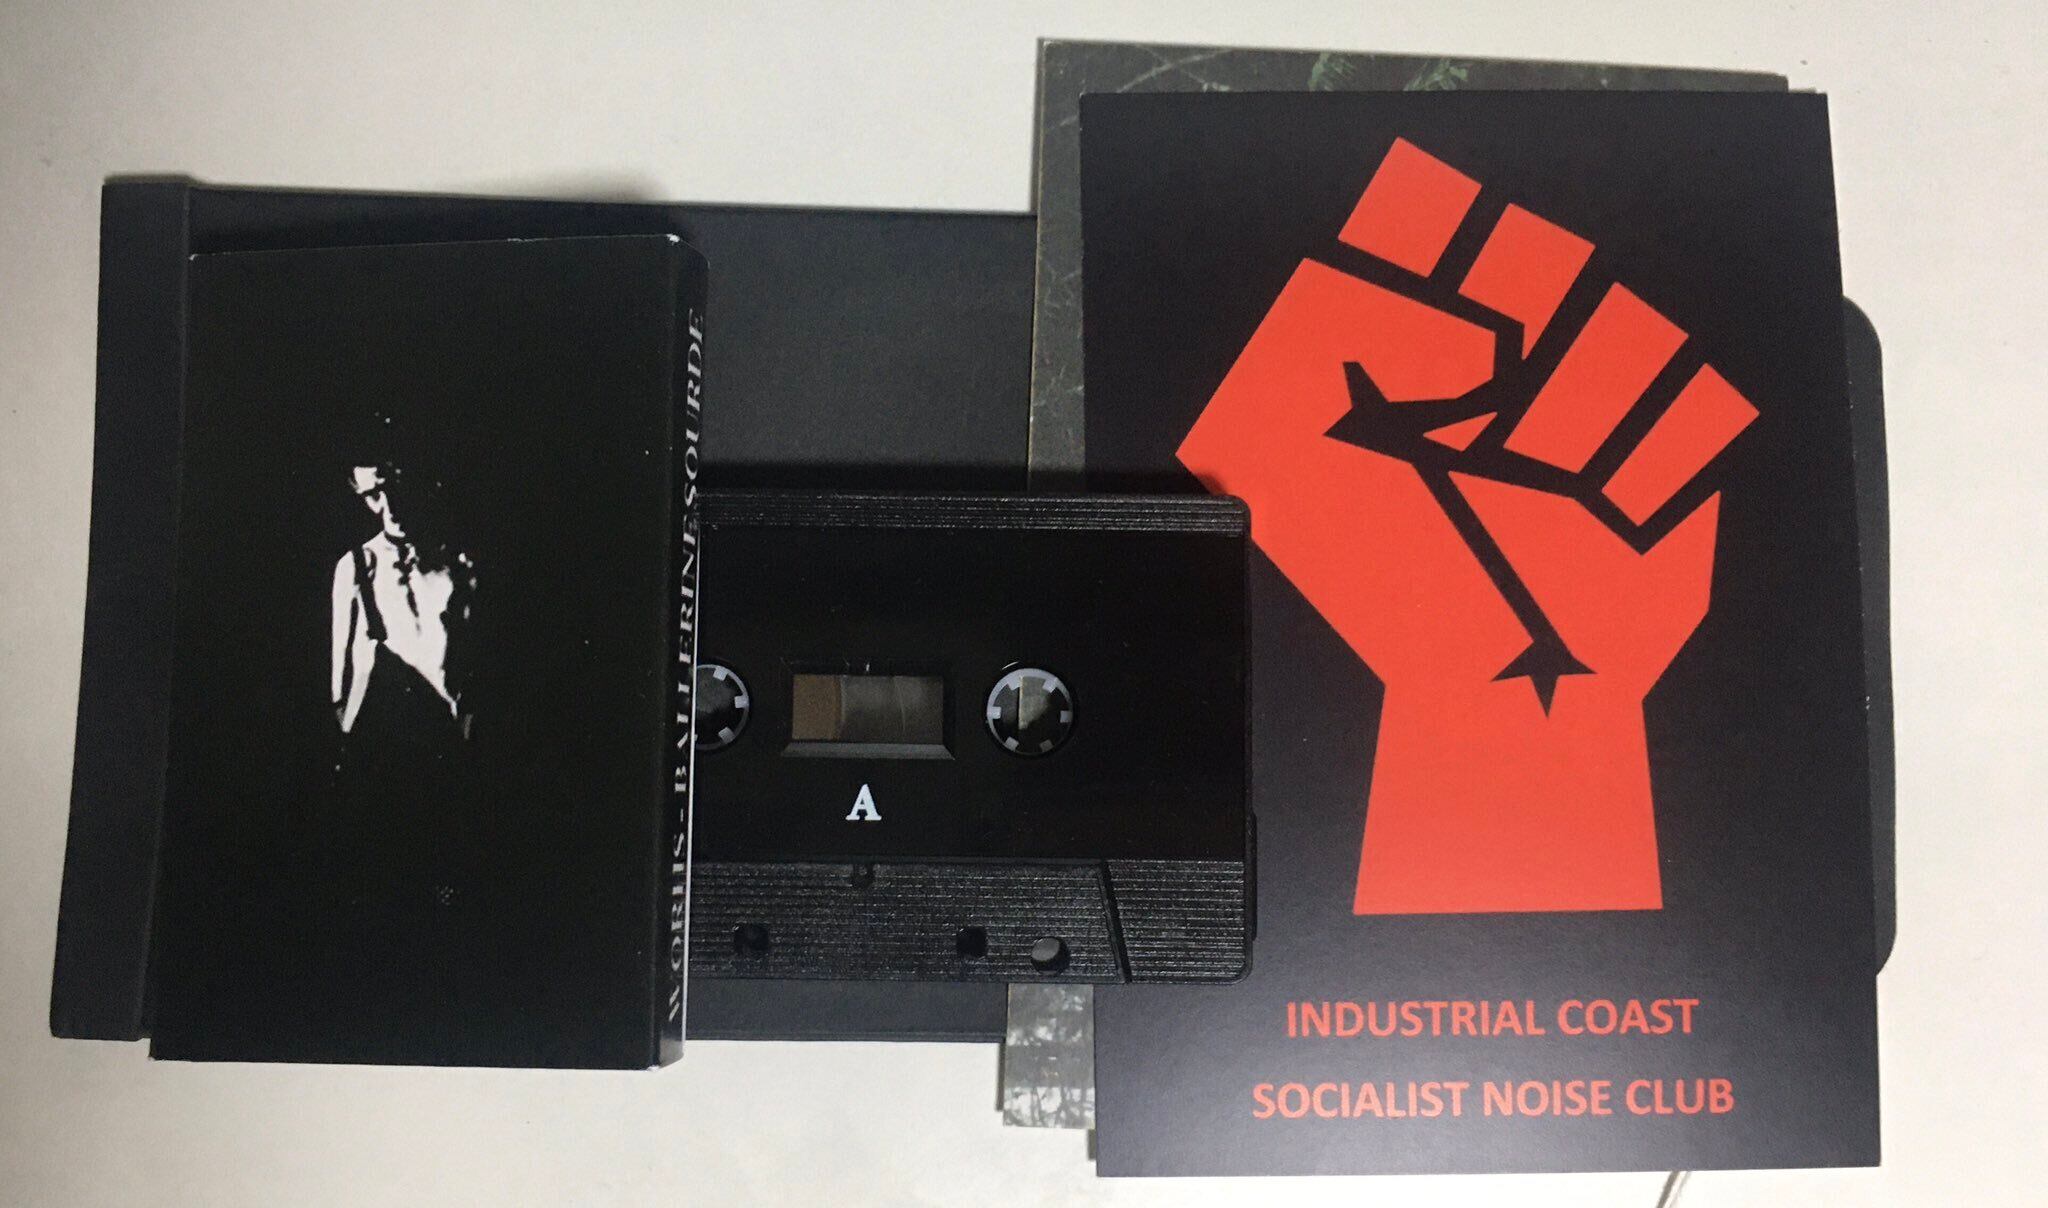 - BALLERINE SOURDE
A
INDUSTRIAL COAST
SOCIALIST NOISE CLUB